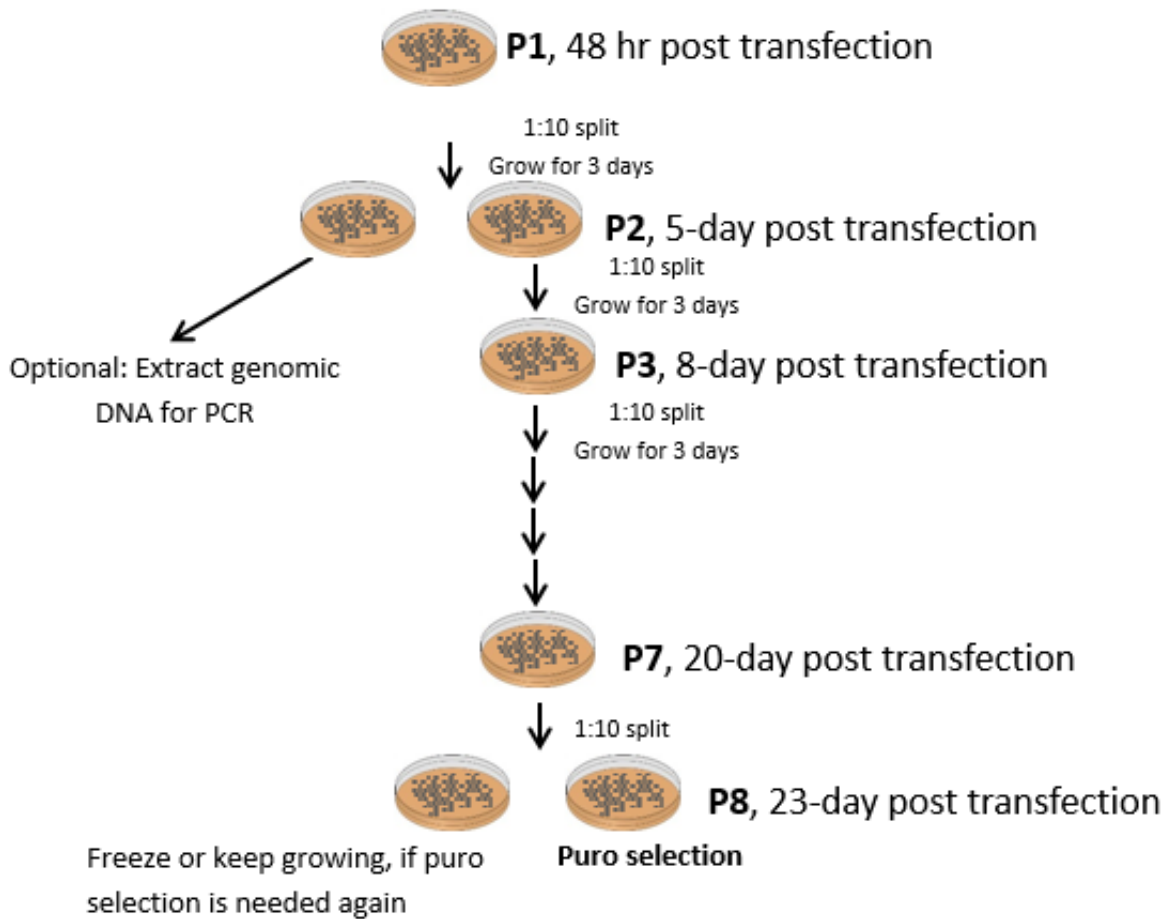 P1, 48 hr post transfection
1:10 split
Grow for 3 days
P2, 5-day post transfection
1:10 split
Grow for 3 days
Optional: Extract genomic
DNA for PCR
P3, 8-day post transfection
1:10 split
Grow for 3 days
P7, 20-day post transfection
1:10 split
P8, 23-day post transfection
Freeze or keep growing, if puro
selection is needed again
Puro selection